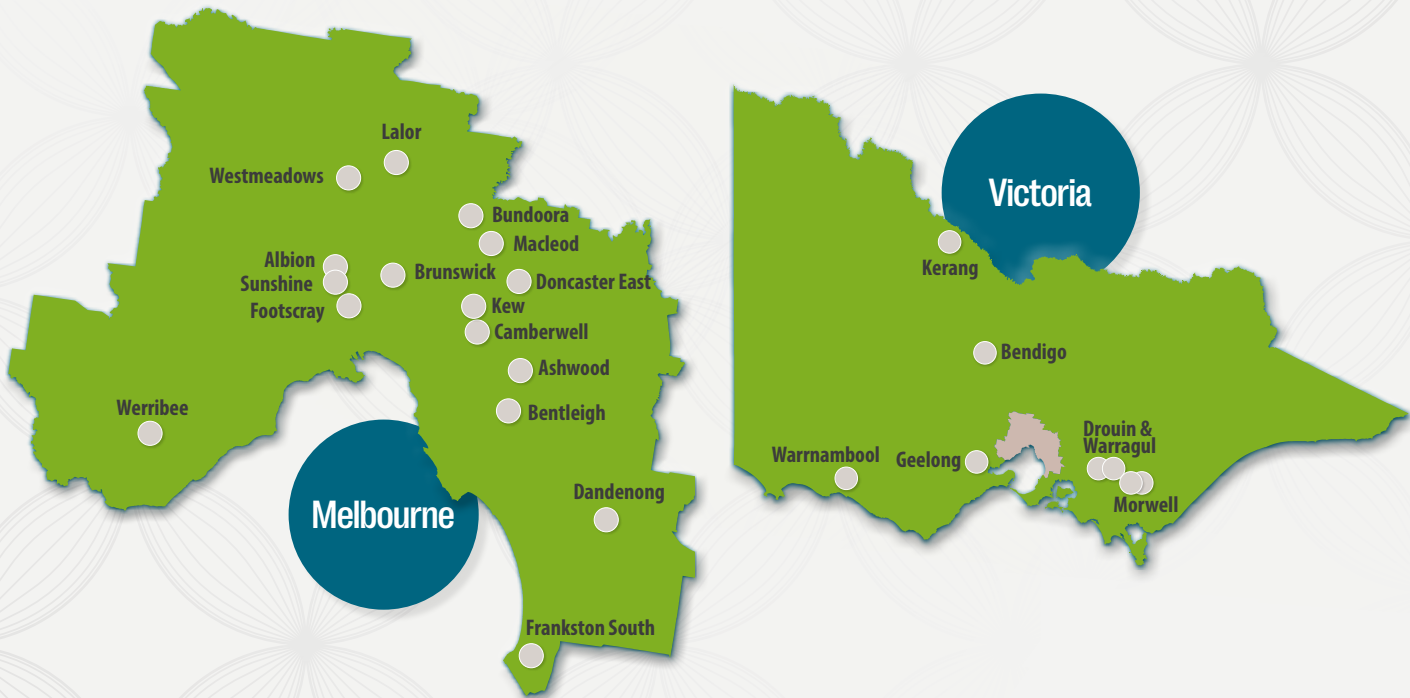 Lalor
Westmeadows
Bundoora
Macleod
Albion
Brunswick
Sunshine
Doncaster East
Footscray
Kew
Camberwell
Ashwood
Werribee
Bentleigh
Dandenong
Melbourne
Frankston South
Victoria
Kerang
Bendigo
Drouin &
Warragul
Warrnambool
Geelong
Morwell